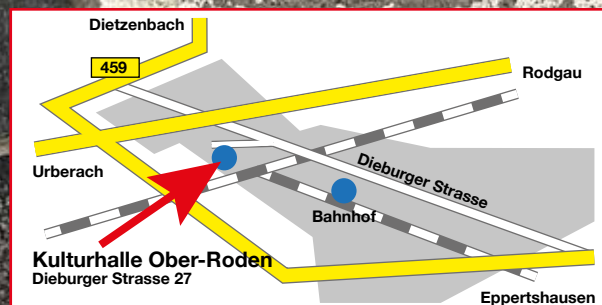 Dietzenbach
459
Rodgau
Urberach
Dieburger Strasse
Bahnhof
Kulturhalle Ober-Roden
Dieburger Strasse 27
Eppertshausen